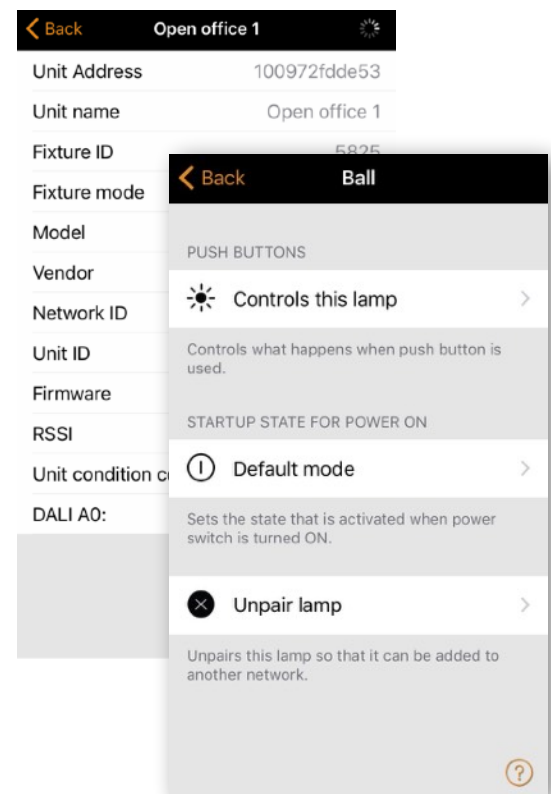 Back
Open office 1
Unit Address
100972fdde53
Unit name
Open office 1
Fixture ID
5825
Fixture mode
Model
Vendor
Network ID
Unit ID
Firmware
RSSI
Unit condition
DALI A0:
Back
Ball
PUSH BUTTONS
Controls this lamp
Controls what happens when push button is
used.
STARTUP STATE FOR POWER ON
Default mode
Sets the state that is activated when power
switch is turned ON.
Unpair lamp
Unpairs this lamp so that it can be added to
another network.
?